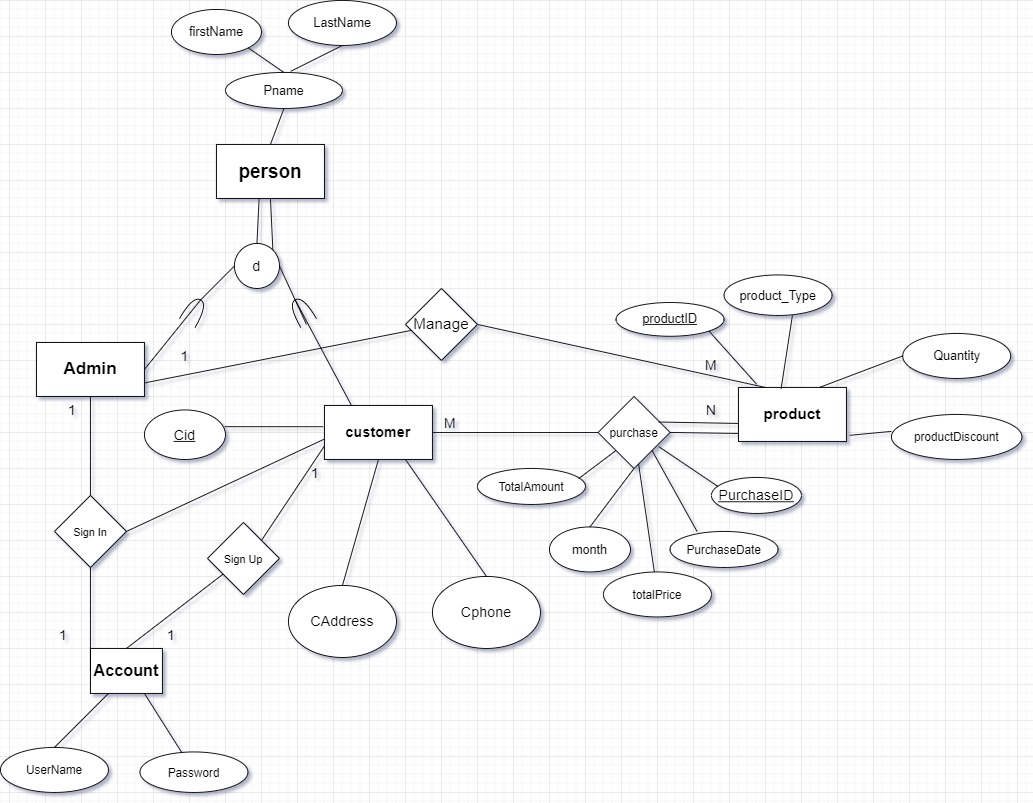 LastName
firstName
Pname
person
d
product_Type
productID
Manage
1
Quantity
M
Admin
1
N
M
product
Cid
customer
purchase
productDiscount
1
TotalAmount
PurchaseID
Sign In
Sign Up
month
PurchaseDate
totalPrice
Cphone
CAddress
1
1
Account
UserName
Password